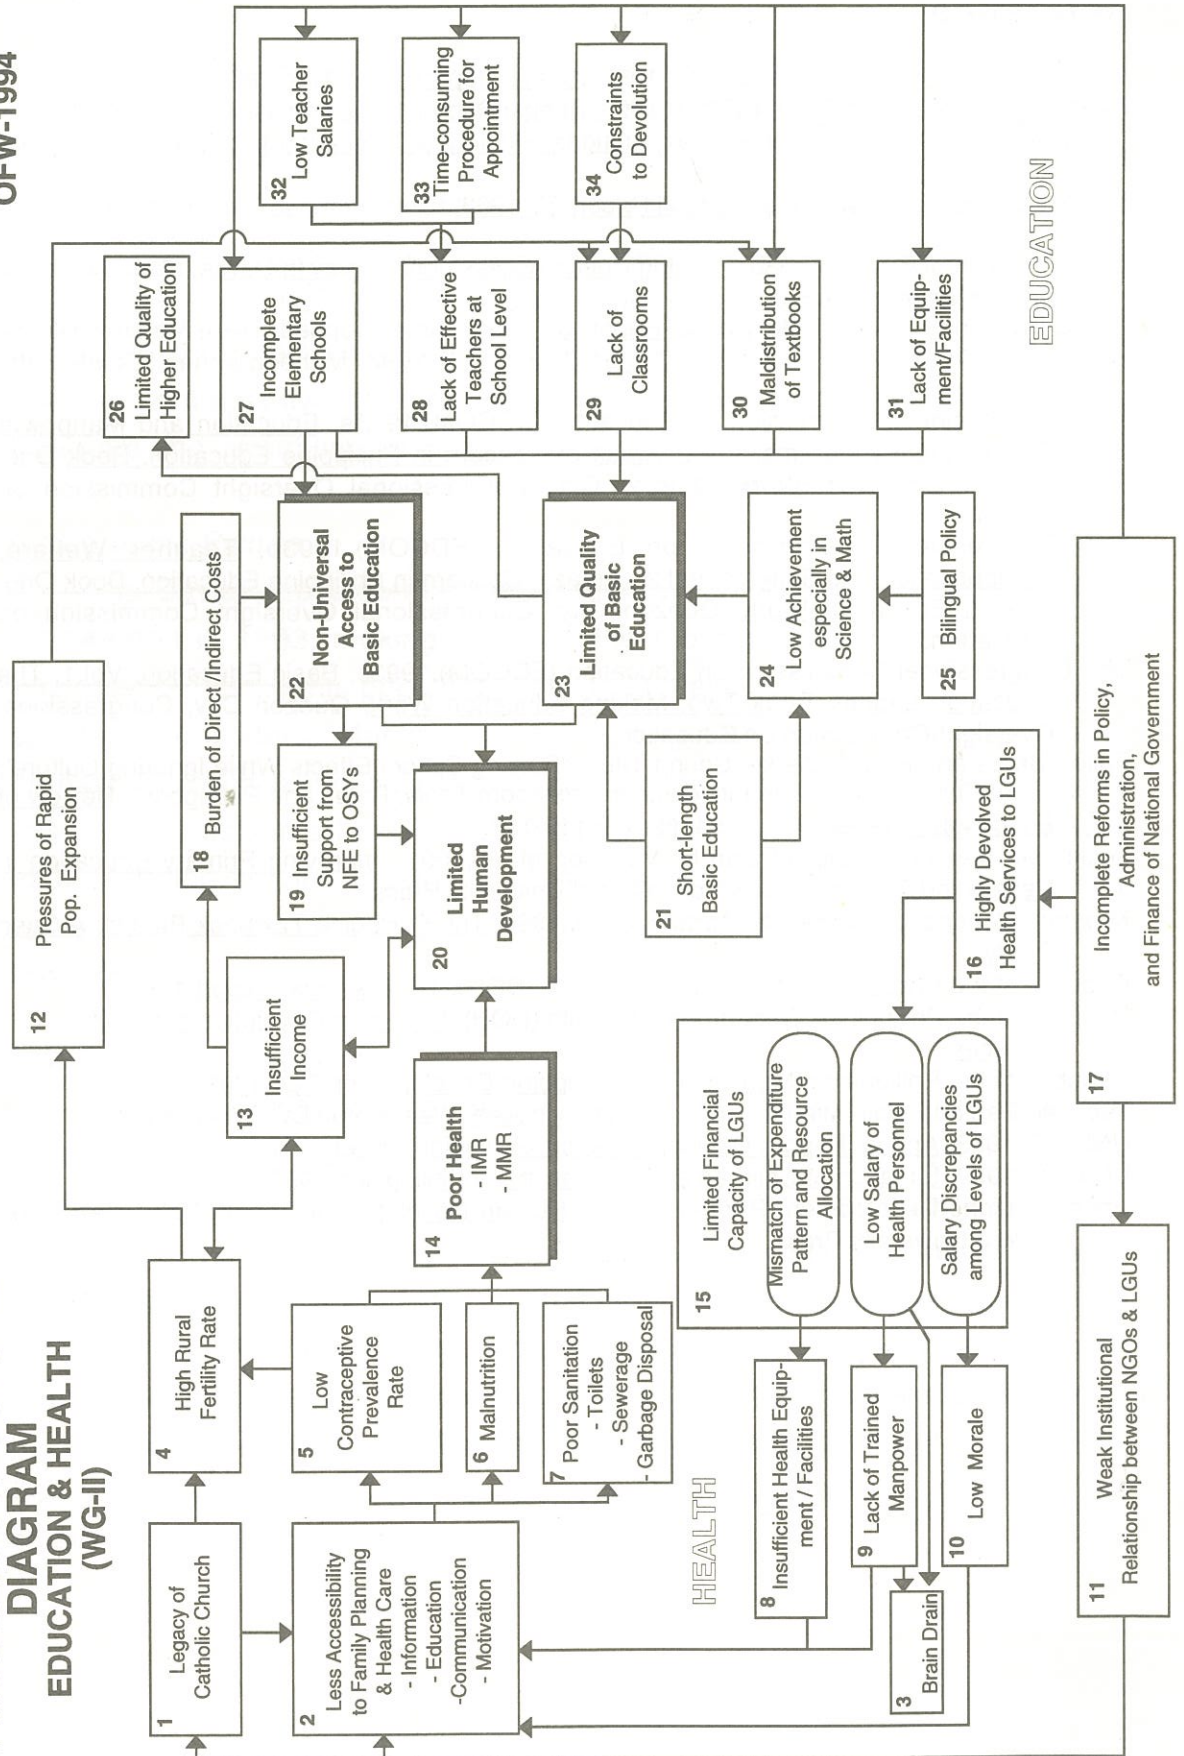 DIAGRAM
EDUCATION & HEALTH
(WG-II)
OFW-1994
1
Legacy of
Catholic Church
2
Less Accessibility
to Family Planning
& Health Care
- Information
- Education
-Communication
- Motivation
3
Brain Drain
4
High Rural
Fertility Rate
5
Low
Contraceptive
Prevalence
Rate
6
Malnutrition
7
Poor Sanitation
- Toilets
- Sewerage
- Garbage Disposal
HEALTH
8
Insufficient Health Equip-
ment / Facilities
9
Lack of Trained
Manpower
10
Low Morale
11
Weak Institutional
Relationship between NGOs & LGUs
12
Pressures of Rapid
Pop. Expansion
13
Insufficient
Income
14
Poor Health
- IMR
- MMR
15
Limited Financial
Capacity of LGUs
Mismatch of Expenditure
Pattern and Resource
Allocation
Low Salary of
Health Personnel
Salary Discrepancies
among Levels of LGUs
16
Highly Devolved
Health Services to LGUs
17
Incomplete Reforms in Policy,
Administration,
and Finance of National Government
18
Burden of Direct /Indirect Costs
19
Insufficient
Support from
NFE to OSYs
20
Limited
Human
Development
21
Short-length
Basic Education
22
Non-Universal
Access to
Basic Education
23
Limited Quality
of Basic
Education
24
Low Achievement
especially in
Science & Math
25
Bilingual Policy
26
Limited Quality of
Higher Education
27
Incomplete
Elementary
Schools
28
Lack of Effective
Teachers at
School Level
29
Lack of
Classrooms
30
Maldistribution
of Textbooks
31
Lack of Equip-
ment/Facilities
32
Low Teacher
Salaries
33
Time-consuming
Procedure for
Appointment
34
Constraints
to Devolution
EDUCATION